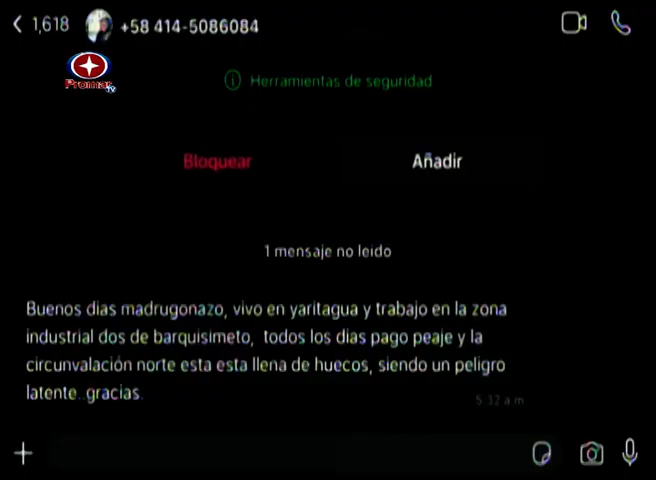 1,618 +58 414-5086084
Promar TV
Herramientas de seguridad
Bloquear Añadir
1 mensaje no leido
Buenos dias madrugonazo, vivo en yaritagua y trabajo en la zona
industrial dos de barquisimeto, todos los dias pago peaje y la
circunvalación norte esta esta llena de huecos, siendo un peligro
latente..gracias.
5:32 a.m.